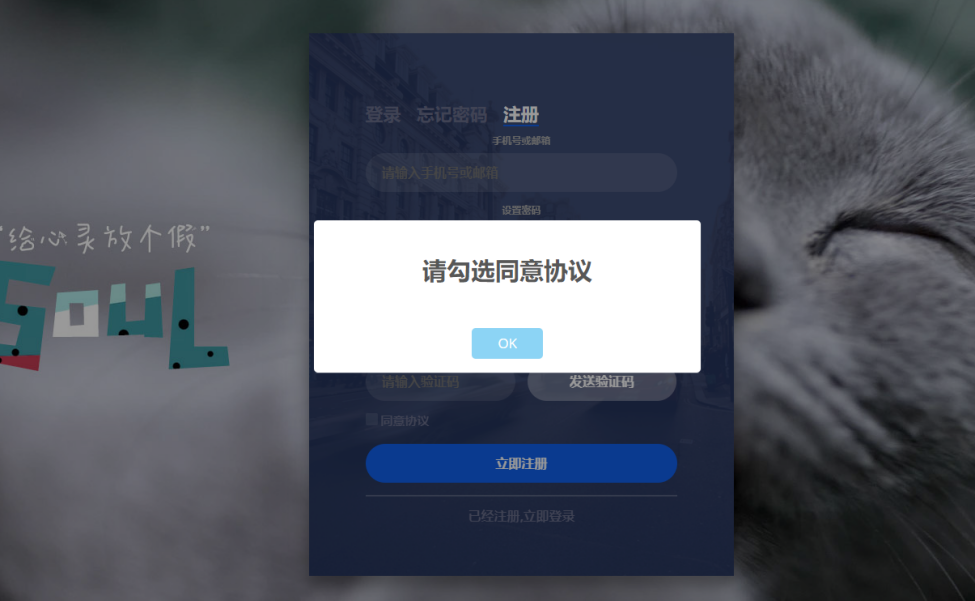 登录 忘记密码 注册
手机号或邮箱
请输入手机号或邮箱
设置密码
“给心灵放个假”
SOUL
请勾选同意协议
OK
请输入验证码 发送验证码
同意协议
立即注册
已经注册,立即登录